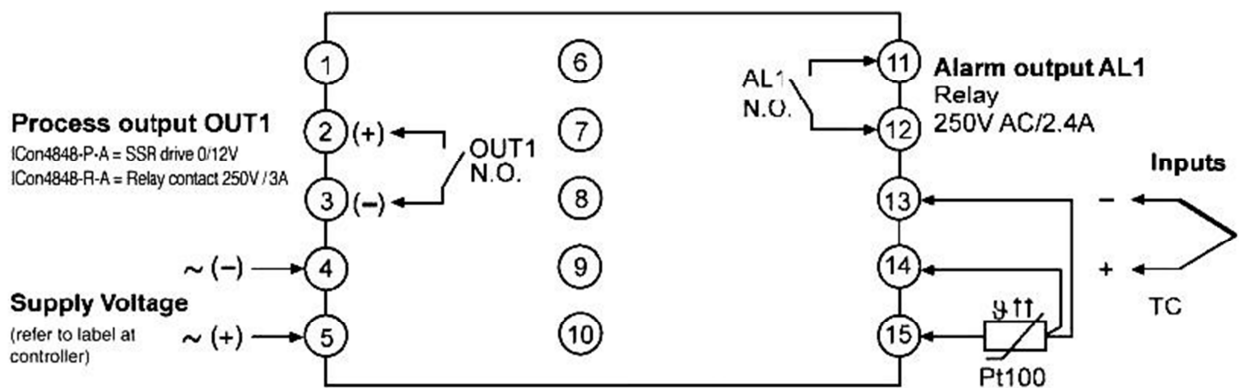 1
6
11
AL1
N.O.
Alarm output AL1
Relay
250V AC/2.4A
Process output OUT1
ICon4848-P-A = SSR drive 0/12V
ICon4848-R-A = Relay contact 250V / 3A
2
(+)
OUT1
N.O.
7
12
3
(–)
8
13
Inputs
–
+
TC
~ (–)
4
9
14
Supply Voltage
(refer to label at
controller)
~ (+)
5
10
15
ϑ ↑↑
Pt100